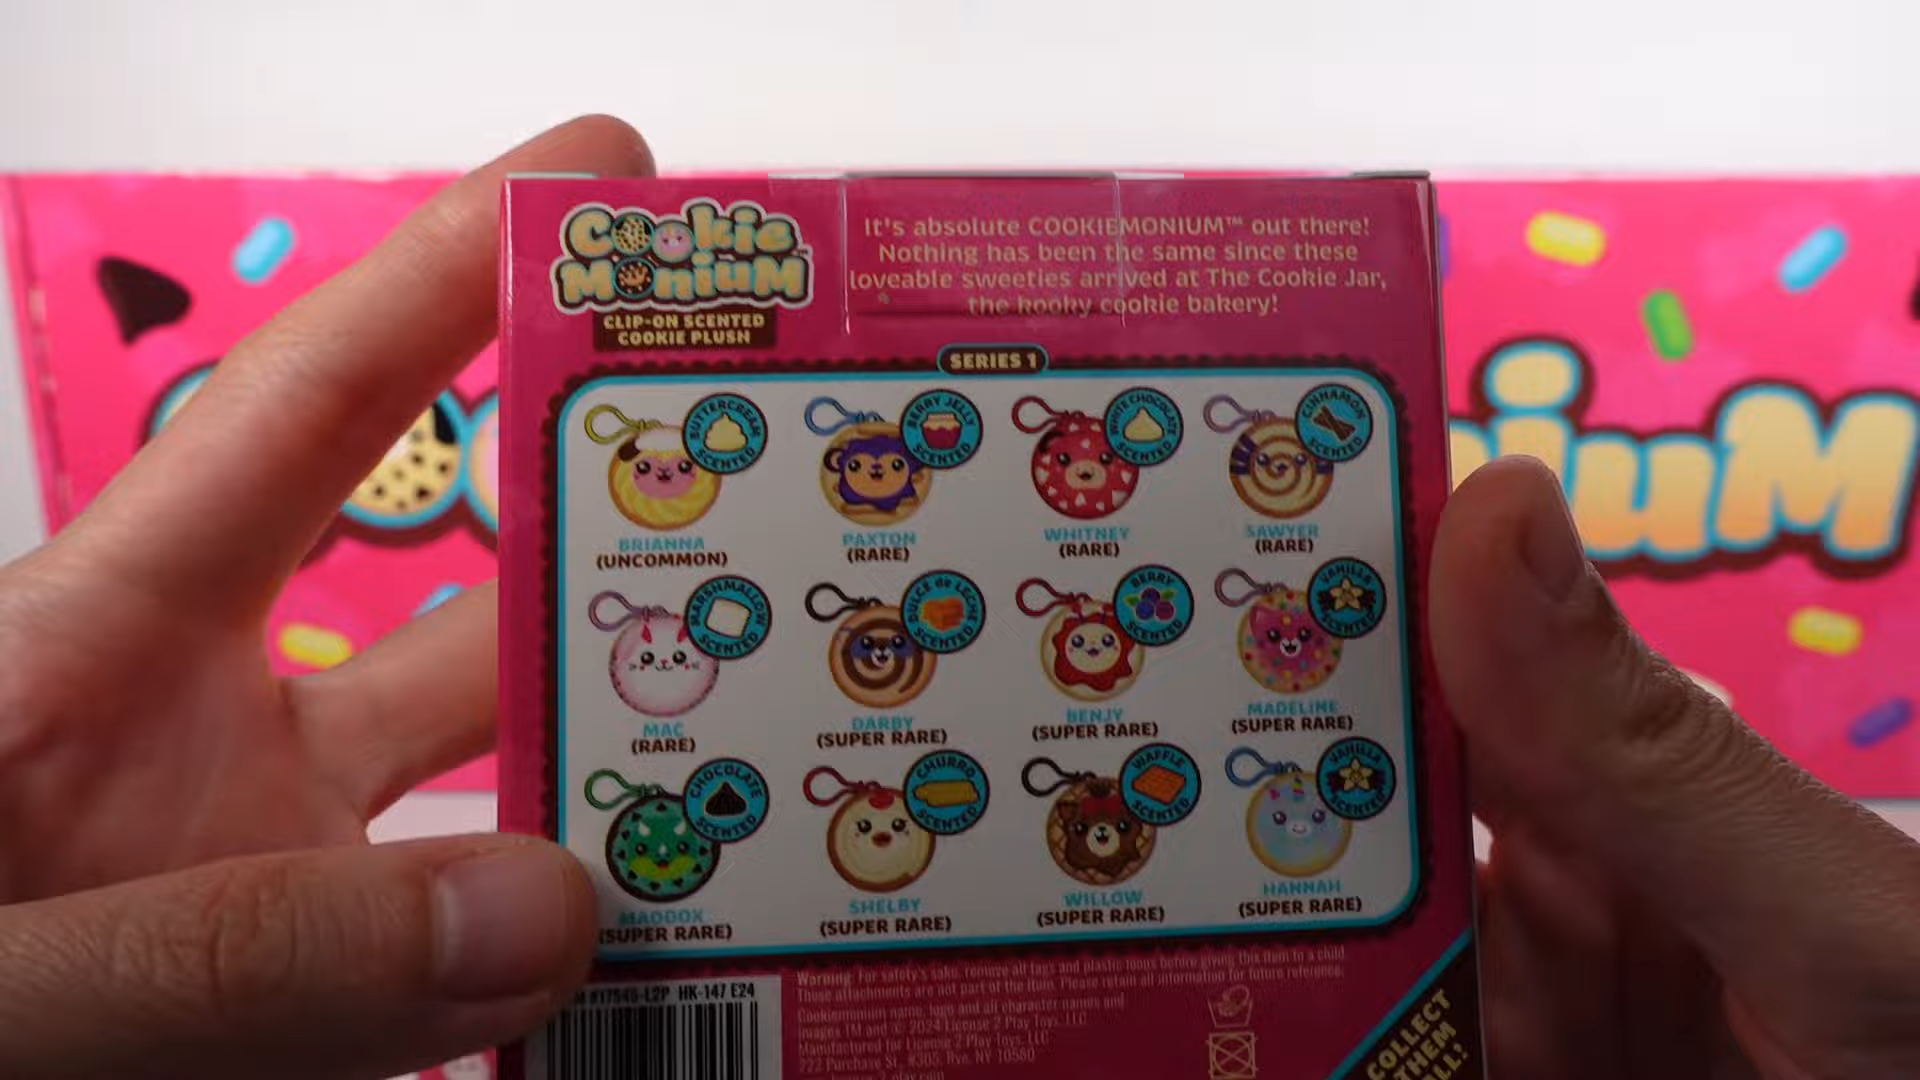 Cookie
MoniuM
CLIP-ON SCENTED
COOKIE PLUSH
It's absolute COOKIEMONIUM™ out there!
Nothing has been the same since these
loveable sweeties arrived at The Cookie Jar,
the kooky cookie bakery!
SERIES 1
BUTTERCREAM SCENTED
BERRY JELLY SCENTED
WHITE CHOCOLATE SCENTED
CINNAMON SCENTED
BRIANNA
(UNCOMMON)
PAXTON
(RARE)
WHITNEY
(RARE)
SAWYER
(RARE)
MARSHMALLOW SCENTED
DULCE de LECHE SCENTED
BERRY SCENTED
VANILLA SCENTED
MAC
(RARE)
DARBY
(SUPER RARE)
BENJY
(SUPER RARE)
MADELINE
(SUPER RARE)
CHOCOLATE SCENTED
CHURRO SCENTED
WAFFLE SCENTED
VANILLA SCENTED
MADDOX
(SUPER RARE)
SHELBY
(SUPER RARE)
WILLOW
(SUPER RARE)
HANNAH
(SUPER RARE)
#17545-L2P HK-147 E24
Warning: For safety's sake, remove all tags and plastic loops before giving this item to a child.
These attachments are not part of the item. Please retain all information for future reference.
Cookiemonium name, logo and all character names and
images TM and © 2024 License 2 Play Toys, LLC
Manufactured for License 2 Play Toys, LLC
222 Purchase St., #305, Rye, NY 10580
COLLECT
THEM
ALL!
niuM